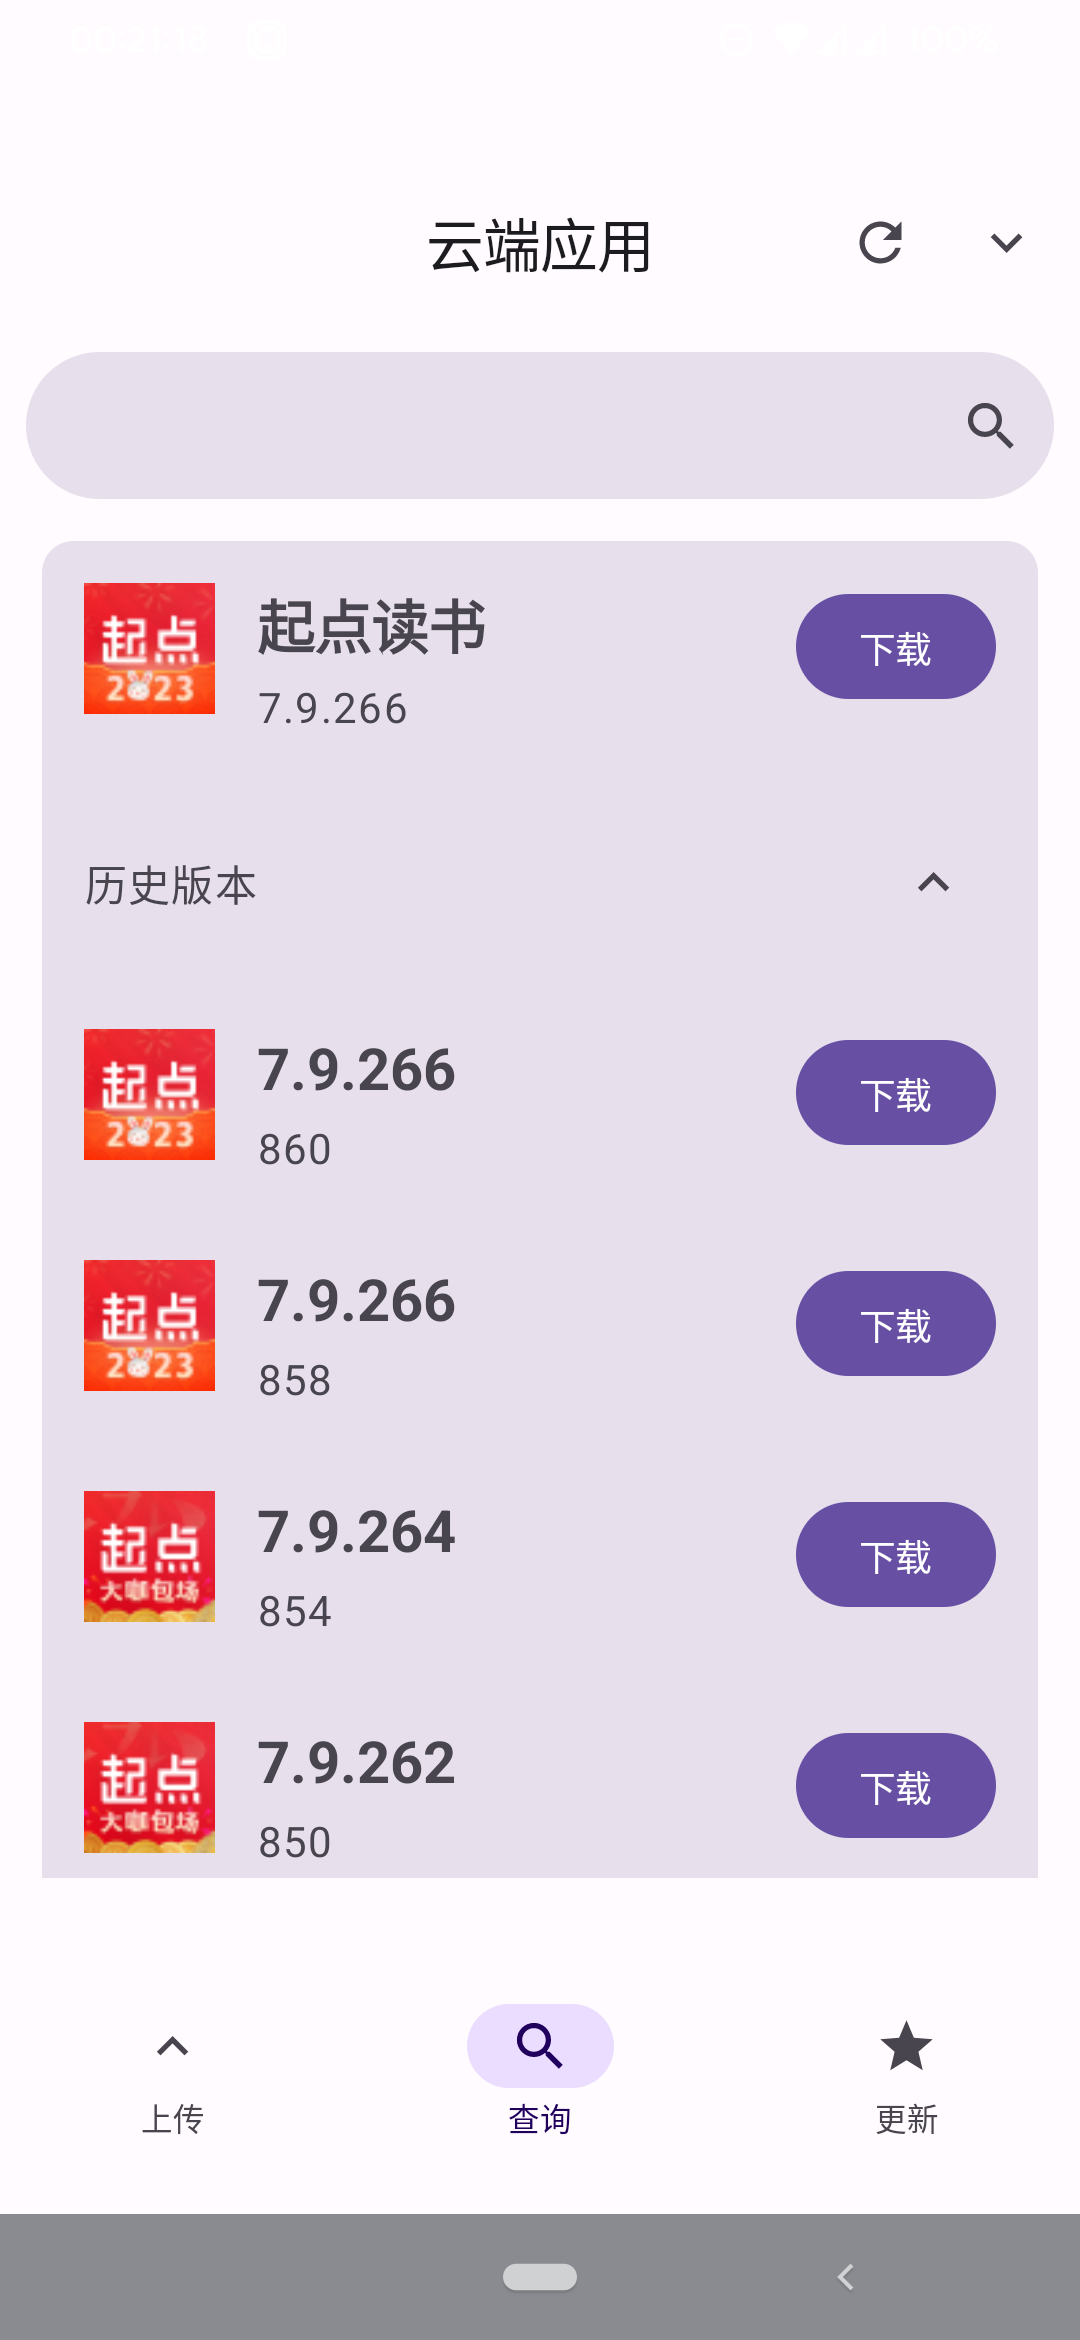 云端应用
起点
2023
起点读书
7.9.266
下载
历史版本
起点
2023
7.9.266
860
下载
起点
2023
7.9.266
858
下载
起点
大咖包场
7.9.264
854
下载
起点
大咖包场
7.9.262
850
下载
上传
查询
更新